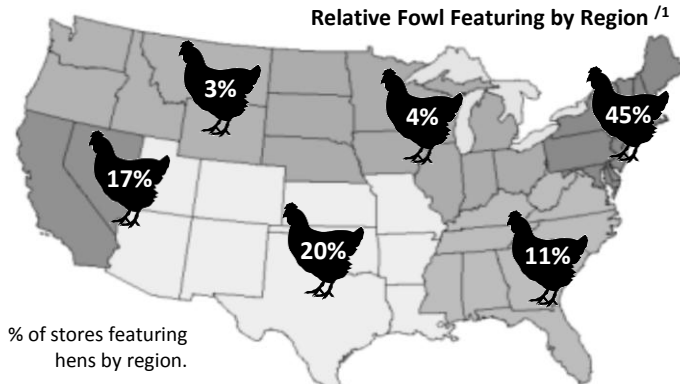 Relative Fowl Featuring by Region /1
3%
4%
45%
17%
20%
11%
% of stores featuring
hens by region.